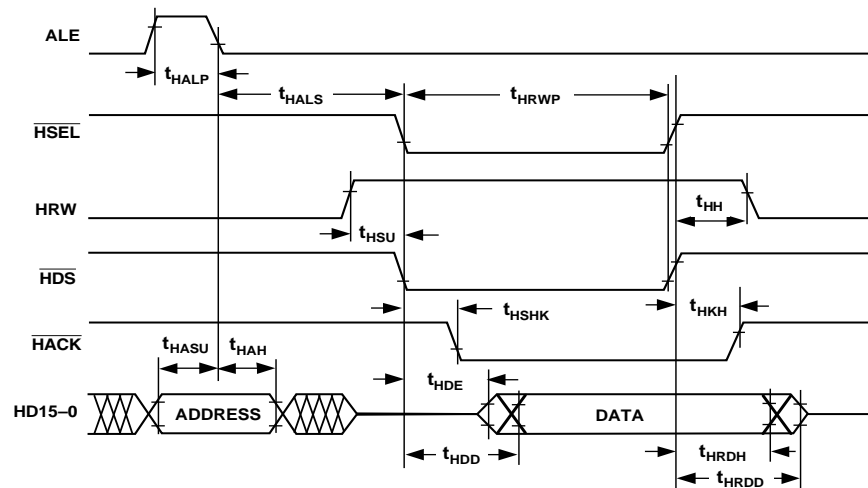 ALE
tHALP
tHALS
tHRWP
HSEL
HRW
tHH
tHSU
HDS
tHSHK
tHKH
HACK
tHASU
tHAH
tHDE
HD15–0
ADDRESS
DATA
tHDD
tHRDH
tHRDD